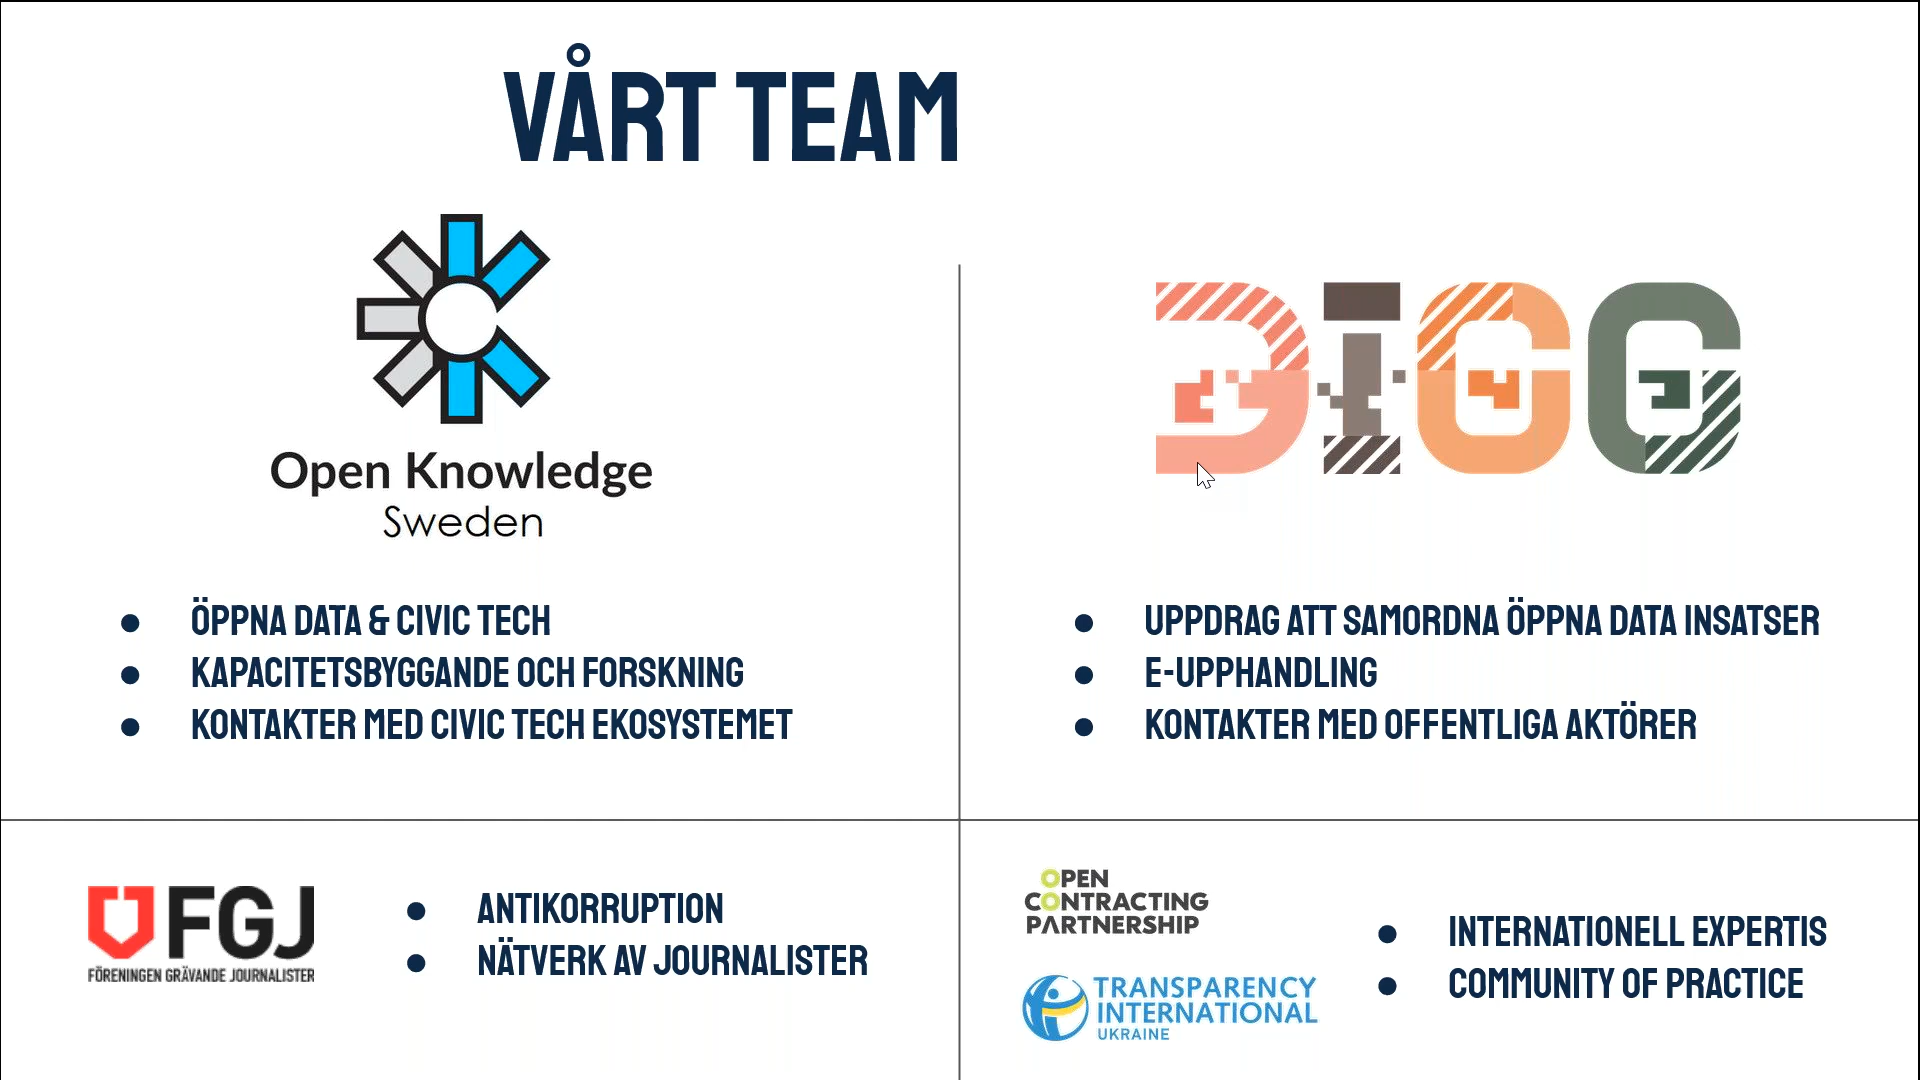 VÅRT TEAM
Open Knowledge
Sweden
● ÖPPNA DATA & CIVIC TECH
● KAPACITETSBYGGANDE OCH FORSKNING
● KONTAKTER MED CIVIC TECH EKOSYSTEMET
DIGG
● UPPDRAG ATT SAMORDNA ÖPPNA DATA INSATSER
● E-UPPHANDLING
● KONTAKTER MED OFFENTLIGA AKTÖRER
FGJ
FÖRENINGEN GRÄVANDE JOURNALISTER
● ANTIKORRUPTION
● NÄTVERK AV JOURNALISTER
OPEN
CONTRACTING
PARTNERSHIP
TRANSPARENCY
INTERNATIONAL
UKRAINE
● INTERNATIONELL EXPERTIS
● COMMUNITY OF PRACTICE